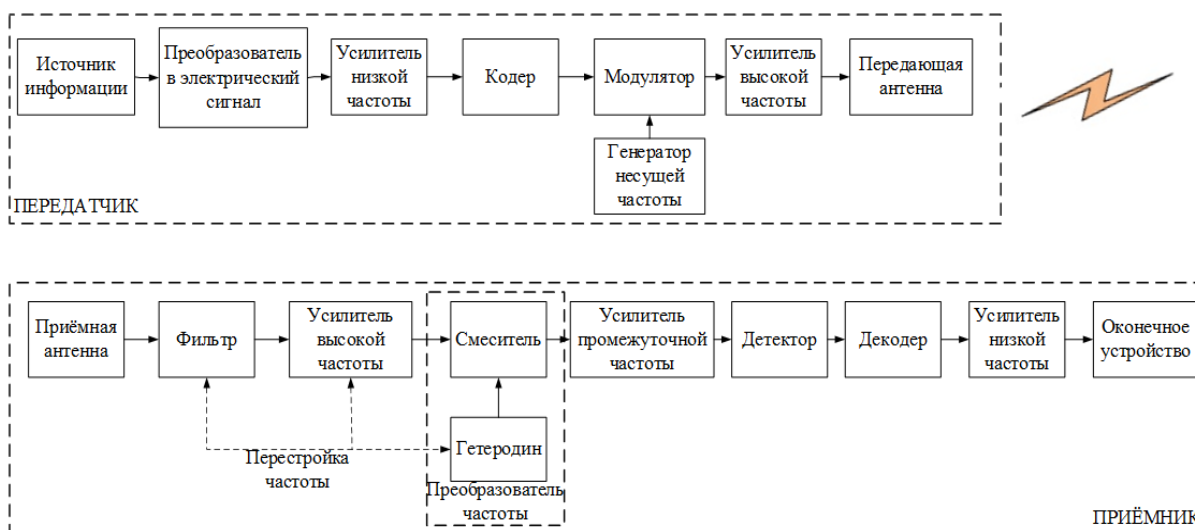 Источник
информации
Преобразователь
в электрический
сигнал
Усилитель
низкой
частоты
Кодер
Модулятор
Усилитель
высокой
частоты
Передающая
антенна
Генератор
несущей
частоты
ПЕРЕДАТЧИК
Приёмная
антенна
Фильтр
Усилитель
высокой
частоты
Смеситель
Усилитель
промежуточной
частоты
Детектор
Декодер
Усилитель
низкой
частоты
Оконечное
устройство
Гетеродин
Перестройка
частоты
Преобразователь
частоты
ПРИЁМНИК